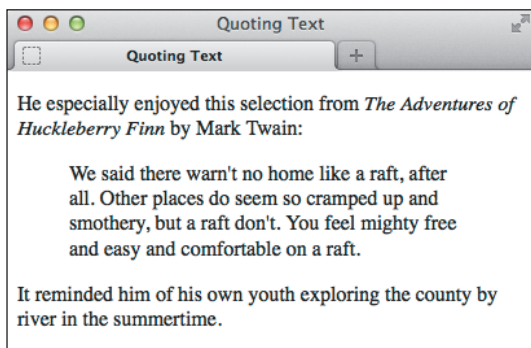 Quoting Text
Quoting Text
He especially enjoyed this selection from The Adventures of
Huckleberry Finn by Mark Twain:
We said there warn't no home like a raft, after
all. Other places do seem so cramped up and
smothery, but a raft don't. You feel mighty free
and easy and comfortable on a raft.
It reminded him of his own youth exploring the county by
river in the summertime.